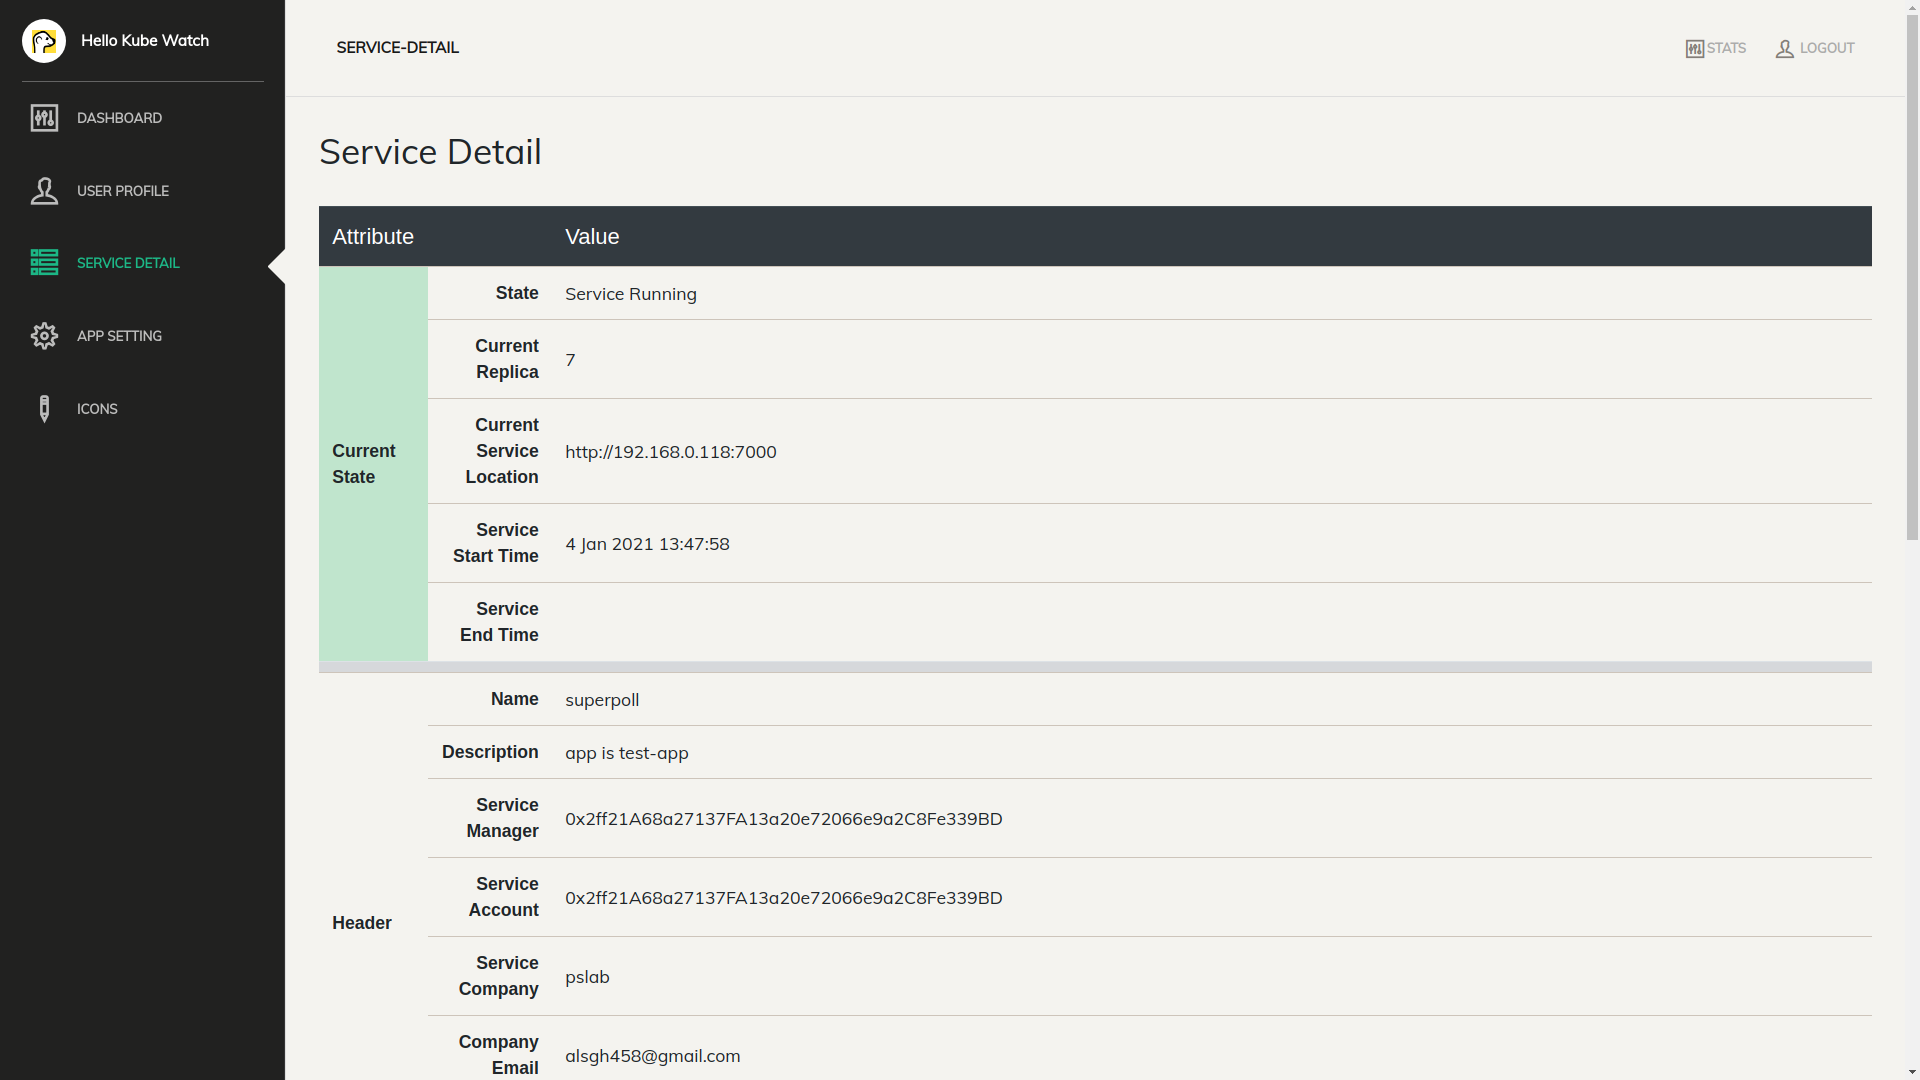 Hello Kube Watch
DASHBOARD
USER PROFILE
SERVICE DETAIL
APP SETTING
ICONS
SERVICE-DETAIL
STATS
LOGOUT
Service Detail
Attribute Value
Current
State
State
Service Running
Current
Replica
7
Current
Service
Location
http://192.168.0.118:7000
Service
Start Time
4 Jan 2021 13:47:58
Service
End Time
Header
Name
superpoll
Description
app is test-app
Service
Manager
0x2ff21A68a27137FA13a20e72066e9a2C8Fe339BD
Service
Account
0x2ff21A68a27137FA13a20e72066e9a2C8Fe339BD
Service
Company
pslab
Company
Email
alsgh458@gmail.com